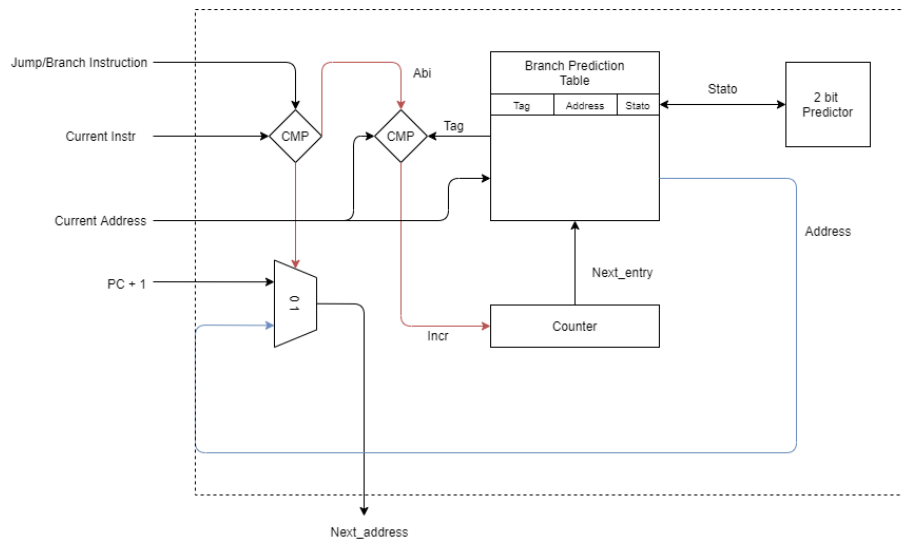 Jump/Branch Instruction
Abi
Branch Prediction
Table
Tag
Address
Stato
Stato
2 bit
Predictor
Current Instr
CMP
CMP
Tag
Current Address
Address
PC + 1
0 1
Next_entry
Incr
Counter
Next_address